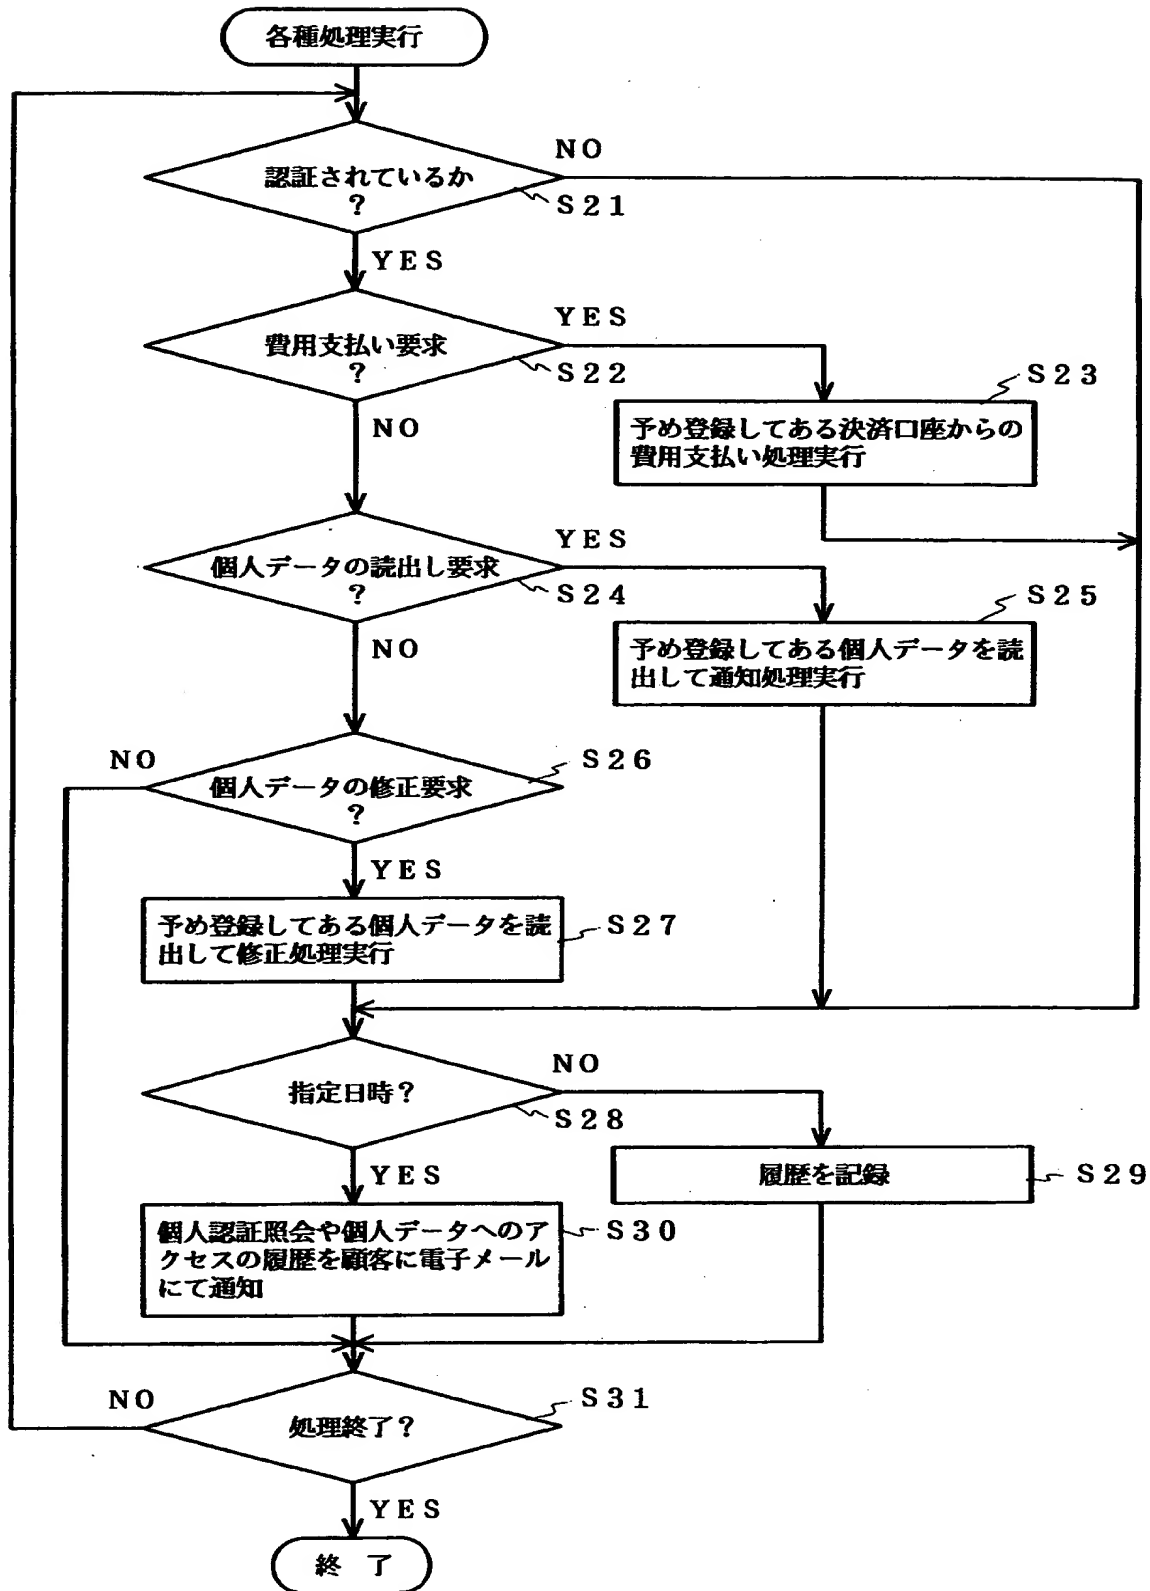 各種処理実行
NO
認証されているか
?
S21
YES
YES
費用支払い要求
?
S22
S23
NO
予め登録してある決済口座からの
費用支払い処理実行
YES
個人データの読出し要求
?
S24
S25
NO
予め登録してある個人データを読
出して通知処理実行
NO
S26
個人データの修正要求
?
YES
予め登録してある個人データを読
出して修正処理実行
S27
NO
指定日時?
S28
YES
履歴を記録
S29
個人認証照会や個人データへのア
クセスの履歴を顧客に電子メール
にて通知
S30
NO
S31
処理終了?
YES
終 了